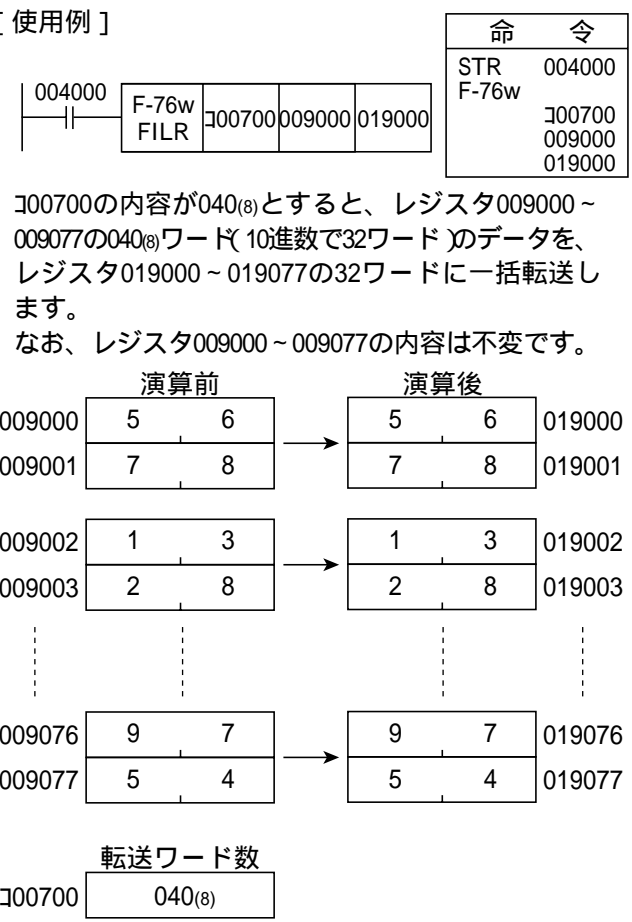 [ 使用例 ]
命 令
STR 004000
F-76w
ｺ00700
009000
019000
004000
F-76w
FILR
ｺ00700
009000
019000
ｺ00700の内容が040(8)とすると、レジスタ009000～
009077の040(8)ワード(10進数で32ワード)のデータを、
レジスタ019000～019077の32ワードに一括転送し
ます。
なお、レジスタ009000～009077の内容は不変です。
演算前 演算後
009000 5 6 5 6 019000
009001 7 8 7 8 019001
009002 1 3 1 3 019002
009003 2 8 2 8 019003
009076 9 7 9 7 019076
009077 5 4 5 4 019077
転送ワード数
ｺ00700 040(8)